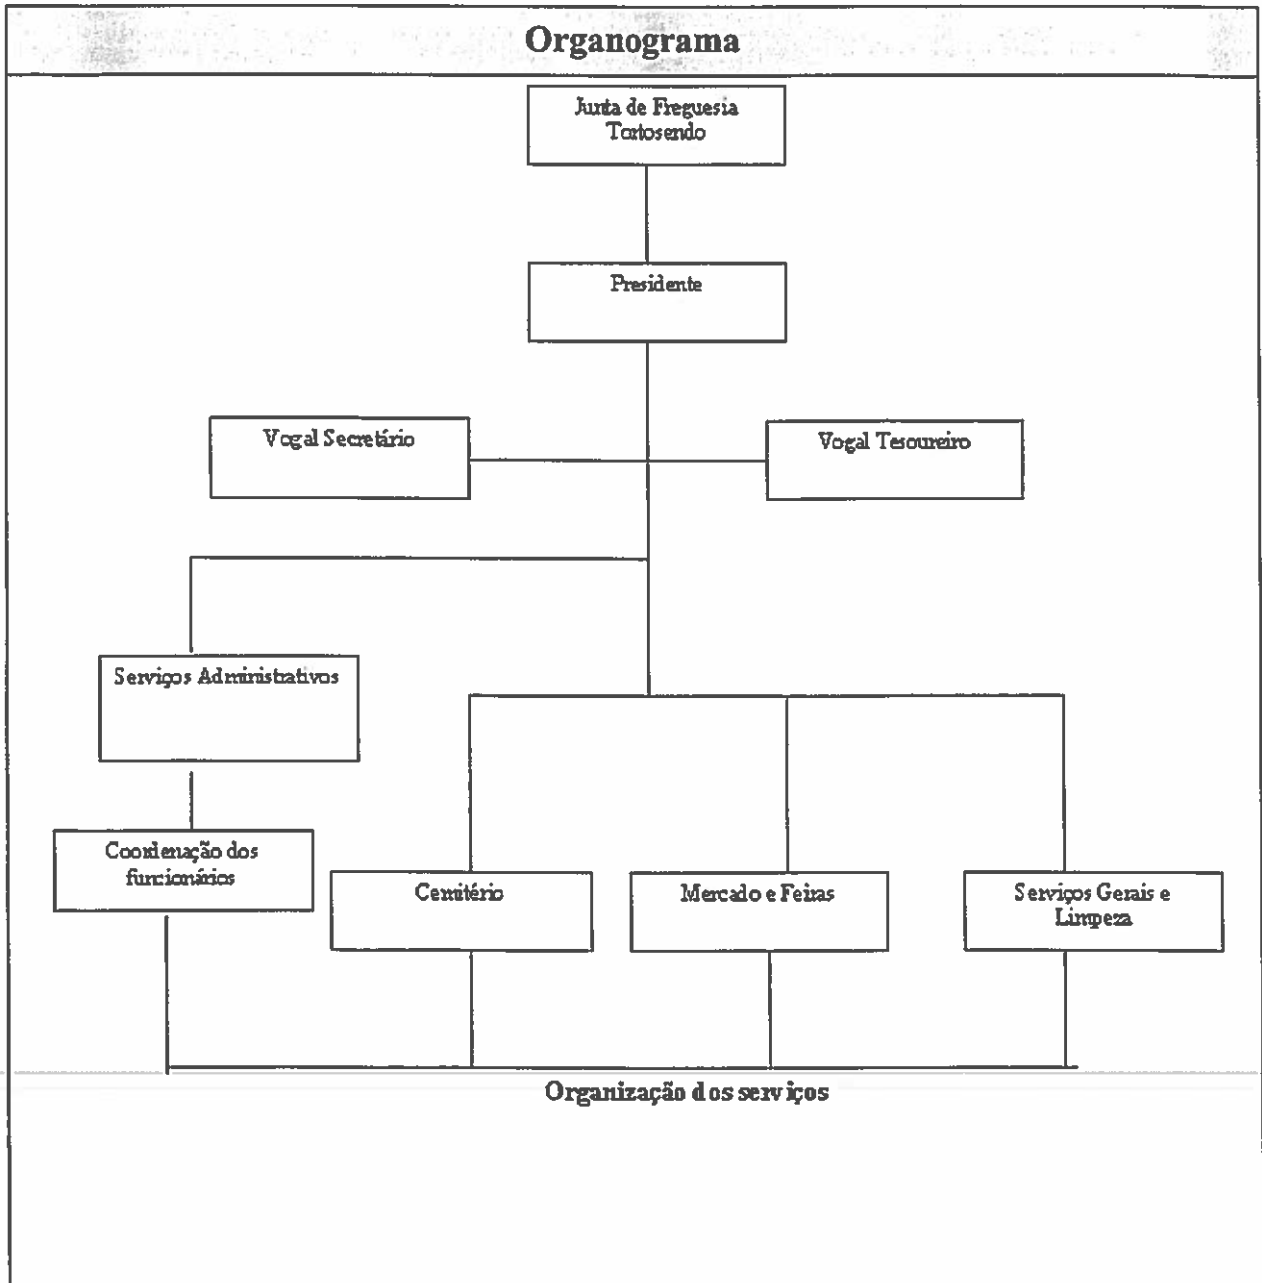 Organograma
Junta de Freguesia
Tortosendo
Presidente
Vogal Secretário
Vogal Tesoureiro
Serviços Administrativos
Coordenação dos
funcionários
Cemitério
Mercado e Feiras
Serviços Gerais e
Limpeza
Organização dos serviços